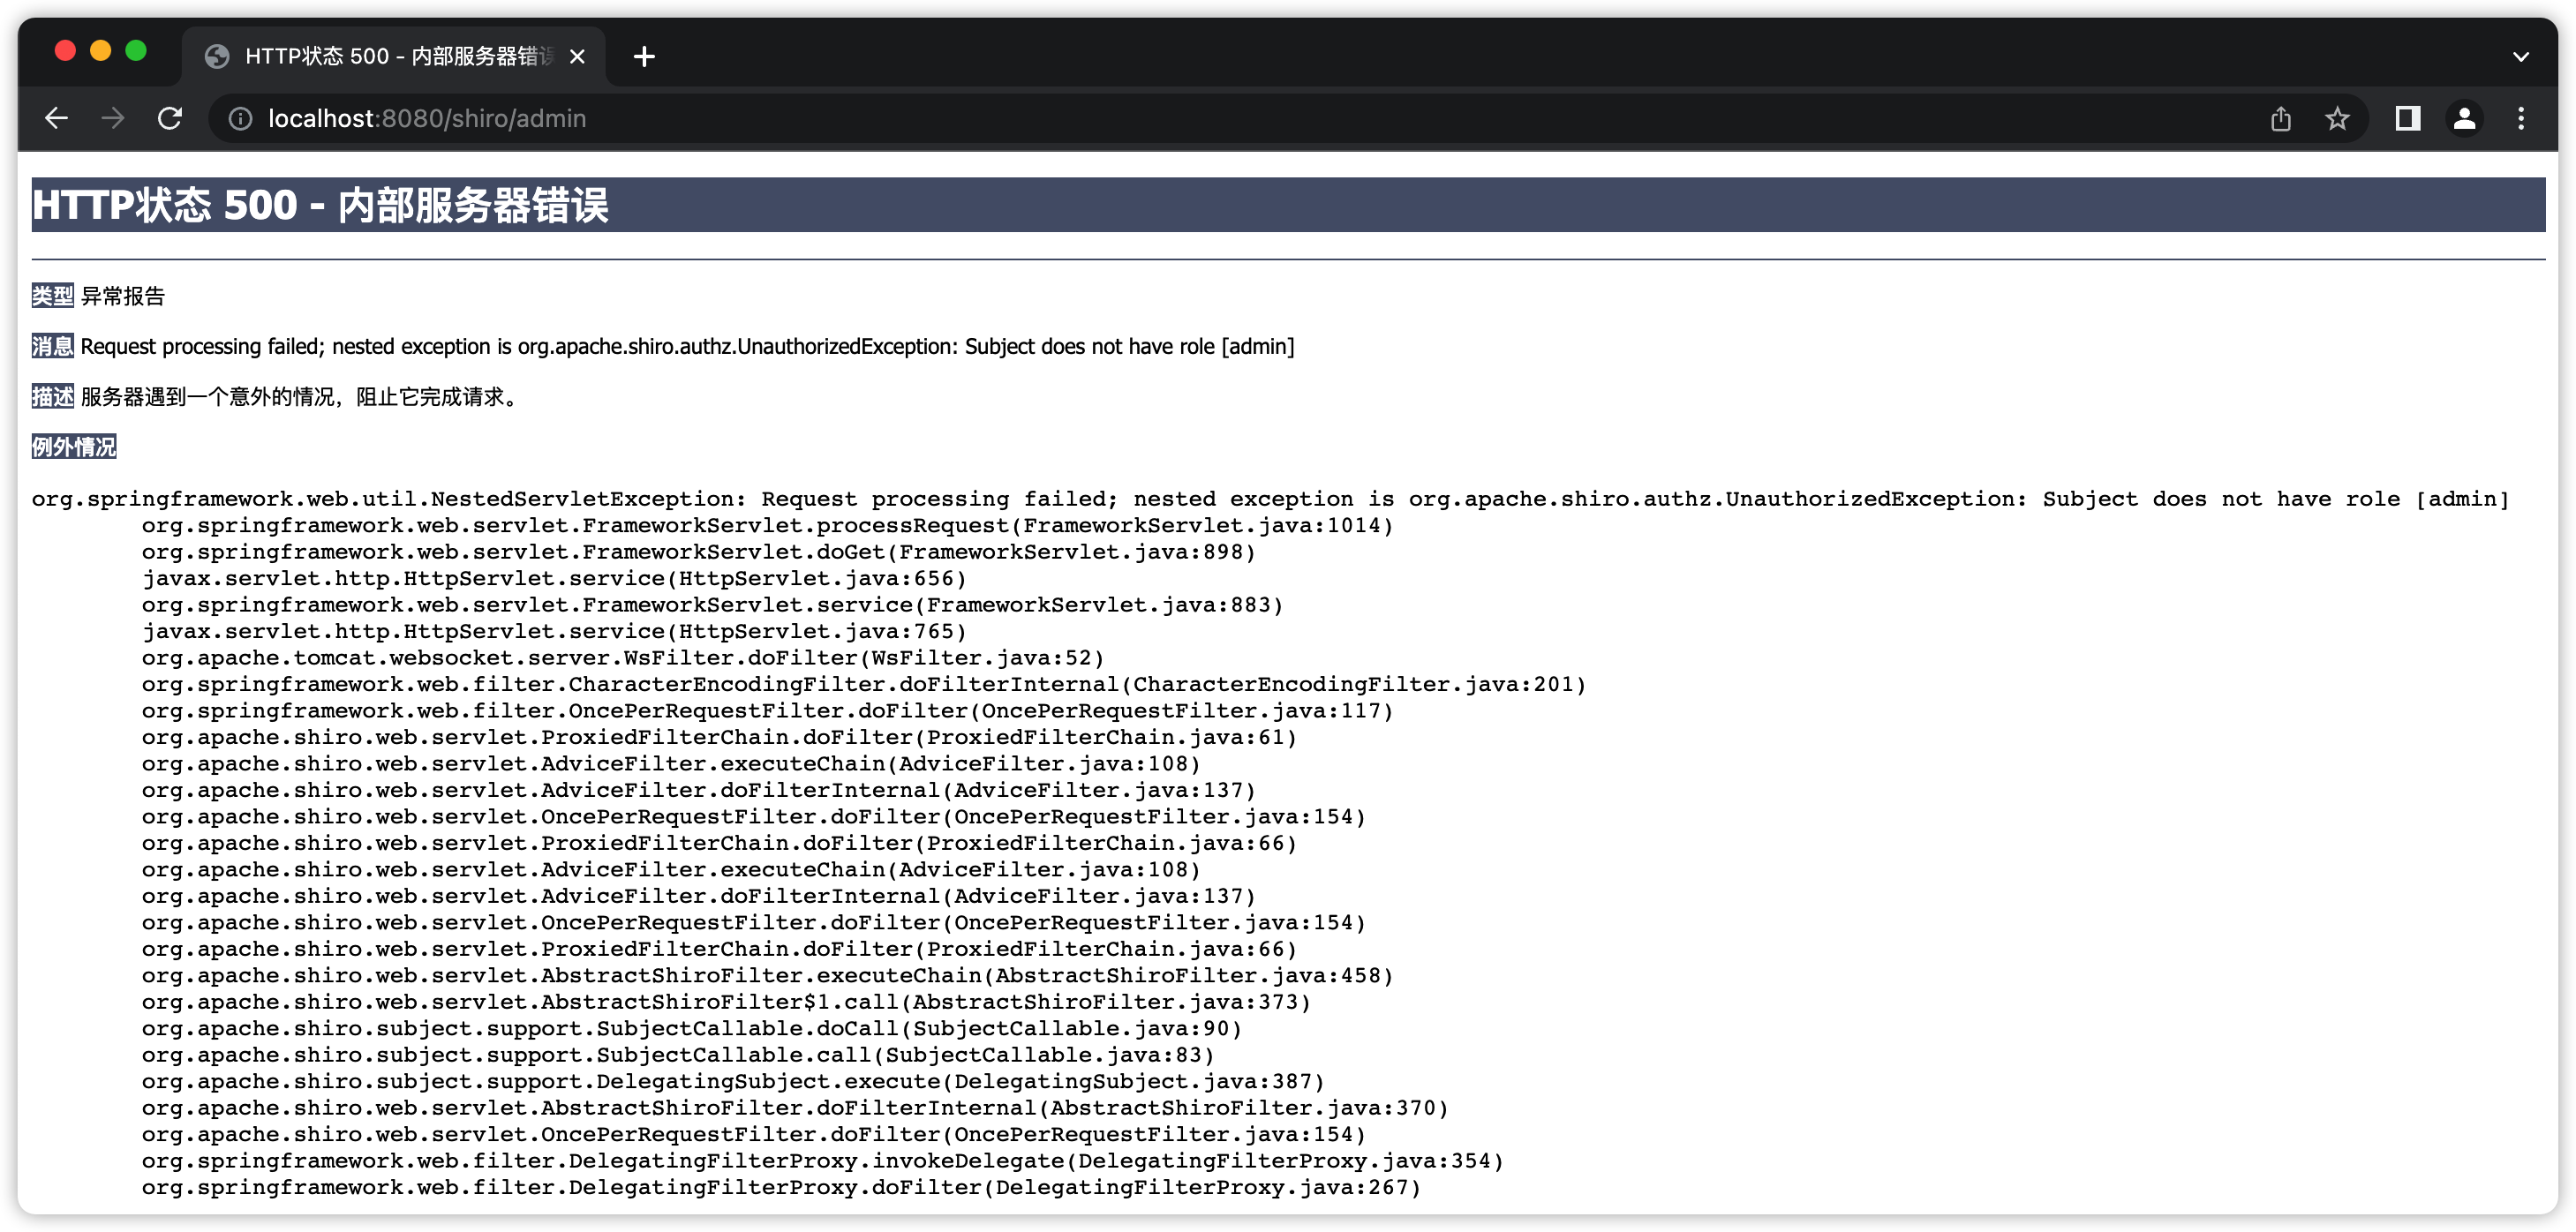 HTTP状态 500 - 内部服务器错误
localhost:8080/shiro/admin
HTTP状态 500 - 内部服务器错误
类型 异常报告
消息 Request processing failed; nested exception is org.apache.shiro.authz.UnauthorizedException: Subject does not have role [admin]
描述 服务器遇到一个意外的情况，阻止它完成请求。
例外情况
org.springframework.web.util.NestedServletException: Request processing failed; nested exception is org.apache.shiro.authz.UnauthorizedException: Subject does not have role [admin]
org.springframework.web.servlet.FrameworkServlet.processRequest(FrameworkServlet.java:1014)
org.springframework.web.servlet.FrameworkServlet.doGet(FrameworkServlet.java:898)
javax.servlet.http.HttpServlet.service(HttpServlet.java:656)
org.springframework.web.servlet.FrameworkServlet.service(FrameworkServlet.java:883)
javax.servlet.http.HttpServlet.service(HttpServlet.java:765)
org.apache.tomcat.websocket.server.WsFilter.doFilter(WsFilter.java:52)
org.springframework.web.filter.CharacterEncodingFilter.doFilterInternal(CharacterEncodingFilter.java:201)
org.springframework.web.filter.OncePerRequestFilter.doFilter(OncePerRequestFilter.java:117)
org.apache.shiro.web.servlet.ProxiedFilterChain.doFilter(ProxiedFilterChain.java:61)
org.apache.shiro.web.servlet.AdviceFilter.executeChain(AdviceFilter.java:108)
org.apache.shiro.web.servlet.AdviceFilter.doFilterInternal(AdviceFilter.java:137)
org.apache.shiro.web.servlet.OncePerRequestFilter.doFilter(OncePerRequestFilter.java:154)
org.apache.shiro.web.servlet.ProxiedFilterChain.doFilter(ProxiedFilterChain.java:66)
org.apache.shiro.web.servlet.AdviceFilter.executeChain(AdviceFilter.java:108)
org.apache.shiro.web.servlet.AdviceFilter.doFilterInternal(AdviceFilter.java:137)
org.apache.shiro.web.servlet.OncePerRequestFilter.doFilter(OncePerRequestFilter.java:154)
org.apache.shiro.web.servlet.ProxiedFilterChain.doFilter(ProxiedFilterChain.java:66)
org.apache.shiro.web.servlet.AbstractShiroFilter.executeChain(AbstractShiroFilter.java:458)
org.apache.shiro.web.servlet.AbstractShiroFilter$1.call(AbstractShiroFilter.java:373)
org.apache.shiro.subject.support.SubjectCallable.doCall(SubjectCallable.java:90)
org.apache.shiro.subject.support.SubjectCallable.call(SubjectCallable.java:83)
org.apache.shiro.subject.support.DelegatingSubject.execute(DelegatingSubject.java:387)
org.apache.shiro.web.servlet.AbstractShiroFilter.doFilterInternal(AbstractShiroFilter.java:370)
org.apache.shiro.web.servlet.OncePerRequestFilter.doFilter(OncePerRequestFilter.java:154)
org.springframework.web.filter.DelegatingFilterProxy.invokeDelegate(DelegatingFilterProxy.java:354)
org.springframework.web.filter.DelegatingFilterProxy.doFilter(DelegatingFilterProxy.java:267)